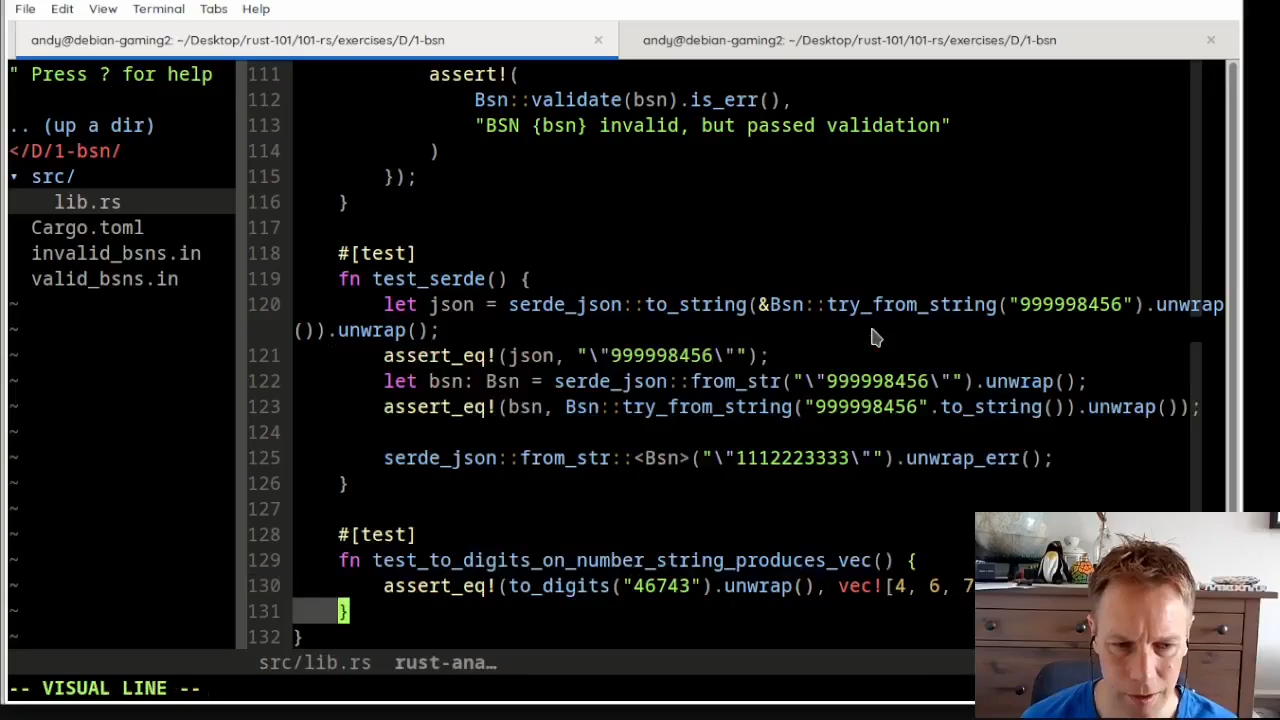 File Edit View Terminal Tabs Help
andy@debian-gaming2: ~/Desktop/rust-101/101-rs/exercises/D/1-bsn × andy@debian-gaming2: ~/Desktop/rust-101/101-rs/exercises/D/1-bsn ×
" Press ? for help
.. (up a dir)
</D/1-bsn/
▾ src/
lib.rs
Cargo.toml
invalid_bsns.in
valid_bsns.in
~
~
~
~
~
~
~
~
~
~
~
~
~
~
111 assert!(
112 Bsn::validate(bsn).is_err(),
113 "BSN {bsn} invalid, but passed validation"
114 )
115 });
116 }
117
118 #[test]
119 fn test_serde() {
120 let json = serde_json::to_string(&Bsn::try_from_string("999998456").unwrap
()).unwrap();
121 assert_eq!(json, "\"999998456\"");
122 let bsn: Bsn = serde_json::from_str("\"999998456\"").unwrap();
123 assert_eq!(bsn, Bsn::try_from_string("999998456".to_string()).unwrap());
124
125 serde_json::from_str::<Bsn>("\"1112223333\"").unwrap_err();
126 }
127
128 #[test]
129 fn test_to_digits_on_number_string_produces_vec() {
130 assert_eq!(to_digits("46743").unwrap(), vec![4, 6, 7
131 }
132 }
src/lib.rs rust-ana…
-- VISUAL LINE --